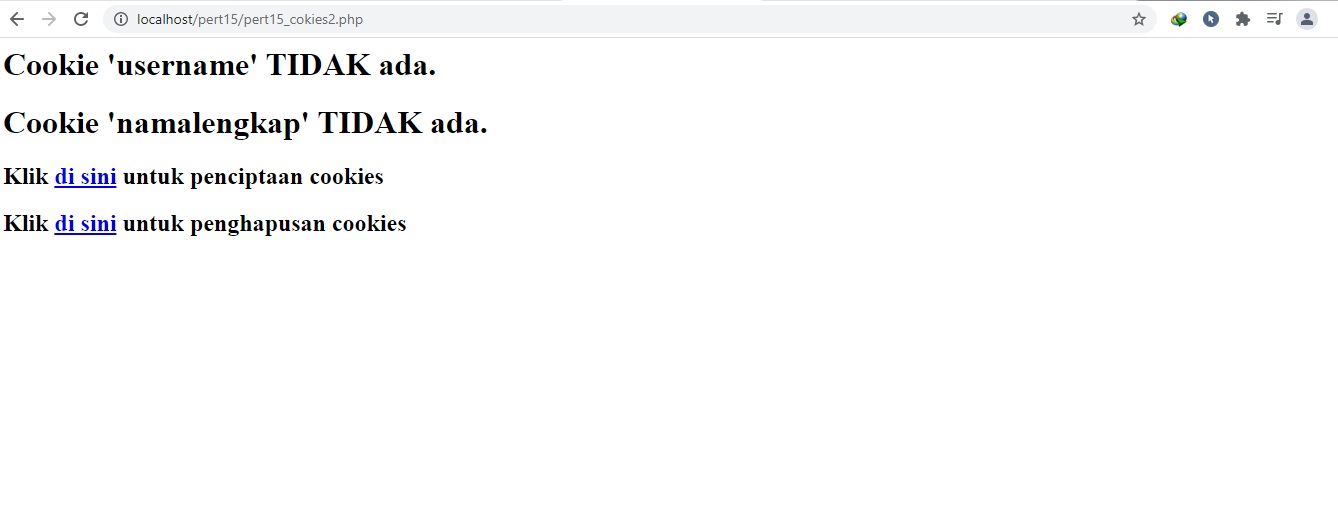 localhost/pert15/pert15_cokies2.php
Cookie 'username' TIDAK ada.
Cookie 'namalengkap' TIDAK ada.
Klik di sini untuk penciptaan cookies
Klik di sini untuk penghapusan cookies